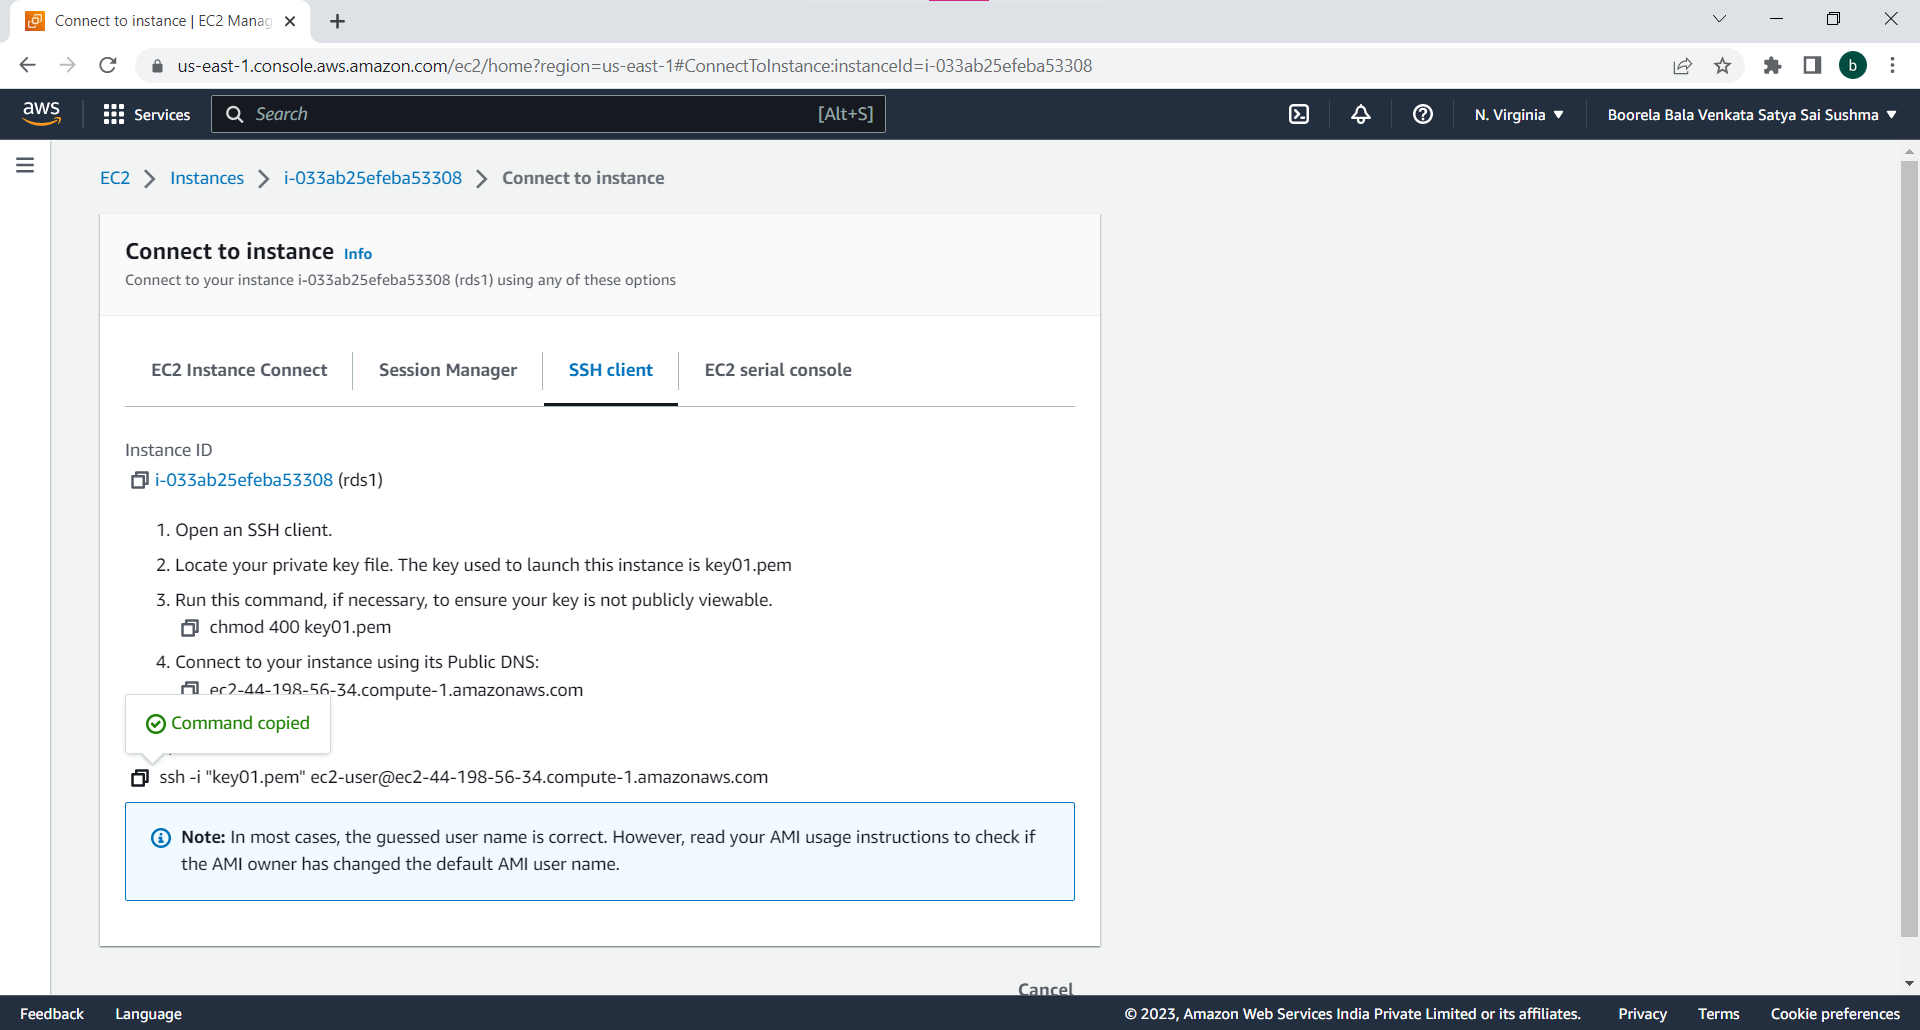 Connect to instance | EC2 Manag
us-east-1.console.aws.amazon.com/ec2/home?region=us-east-1#ConnectToInstance:instanceId=i-033ab25efeba53308
b
aws
Services
Search
[Alt+S]
N. Virginia
Boorela Bala Venkata Satya Sai Sushma
EC2 > Instances > i-033ab25efeba53308 > Connect to instance
Connect to instance Info
Connect to your instance i-033ab25efeba53308 (rds1) using any of these options
EC2 Instance Connect
Session Manager
SSH client
EC2 serial console
Instance ID
i-033ab25efeba53308 (rds1)
1. Open an SSH client.
2. Locate your private key file. The key used to launch this instance is key01.pem
3. Run this command, if necessary, to ensure your key is not publicly viewable.
chmod 400 key01.pem
4. Connect to your instance using its Public DNS:
ec2-44-198-56-34.compute-1.amazonaws.com
Command copied
ssh -i "key01.pem" ec2-user@ec2-44-198-56-34.compute-1.amazonaws.com
Note: In most cases, the guessed user name is correct. However, read your AMI usage instructions to check if
the AMI owner has changed the default AMI user name.
Cancel
Feedback
Language
© 2023, Amazon Web Services India Private Limited or its affiliates.
Privacy
Terms
Cookie preferences